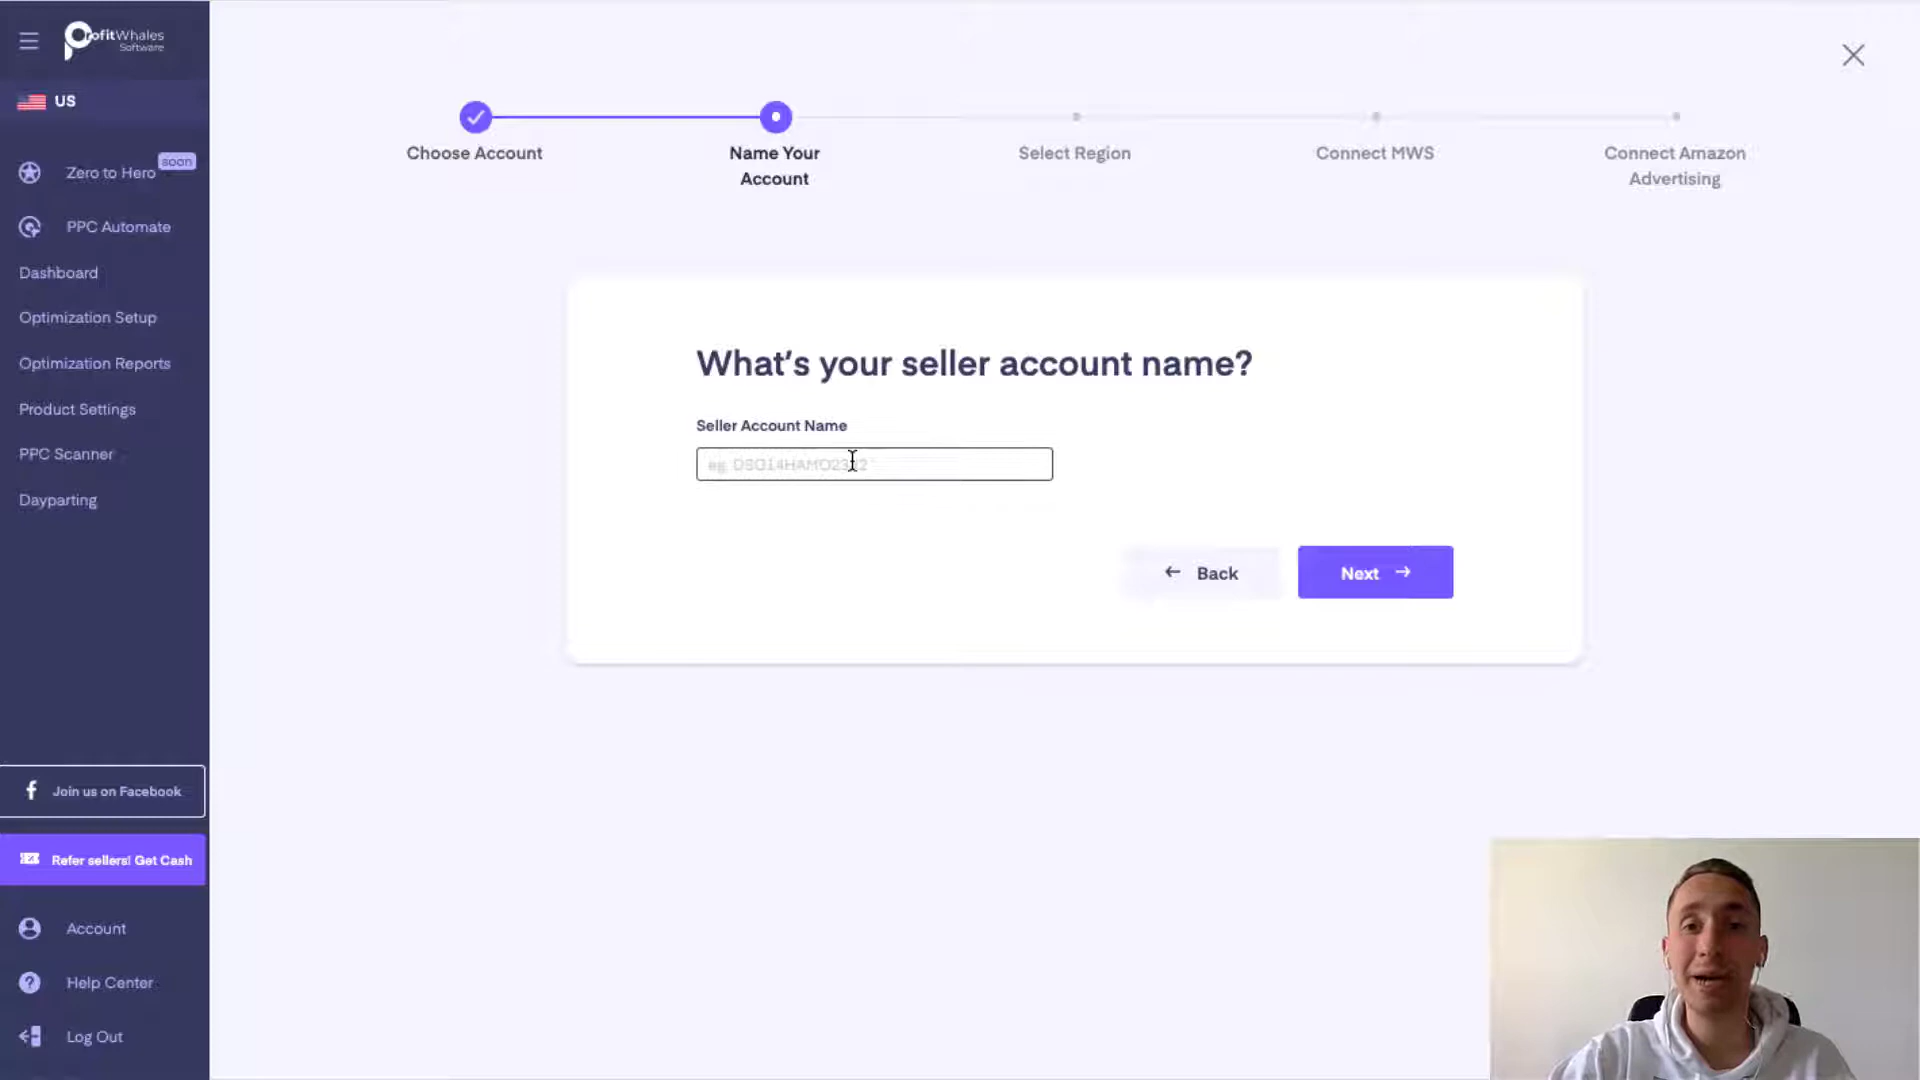 ProfitWhales
Software
US
Zero to Hero
soon
PPC Automate
Dashboard
Optimization Setup
Optimization Reports
Product Settings
PPC Scanner
Dayparting
Join us on Facebook
Refer sellers! Get Cash
Account
Help Center
Log Out
Choose Account
Name Your
Account
Select Region
Connect MWS
Connect Amazon
Advertising
What's your seller account name?
Seller Account Name
eg.
Back
Next